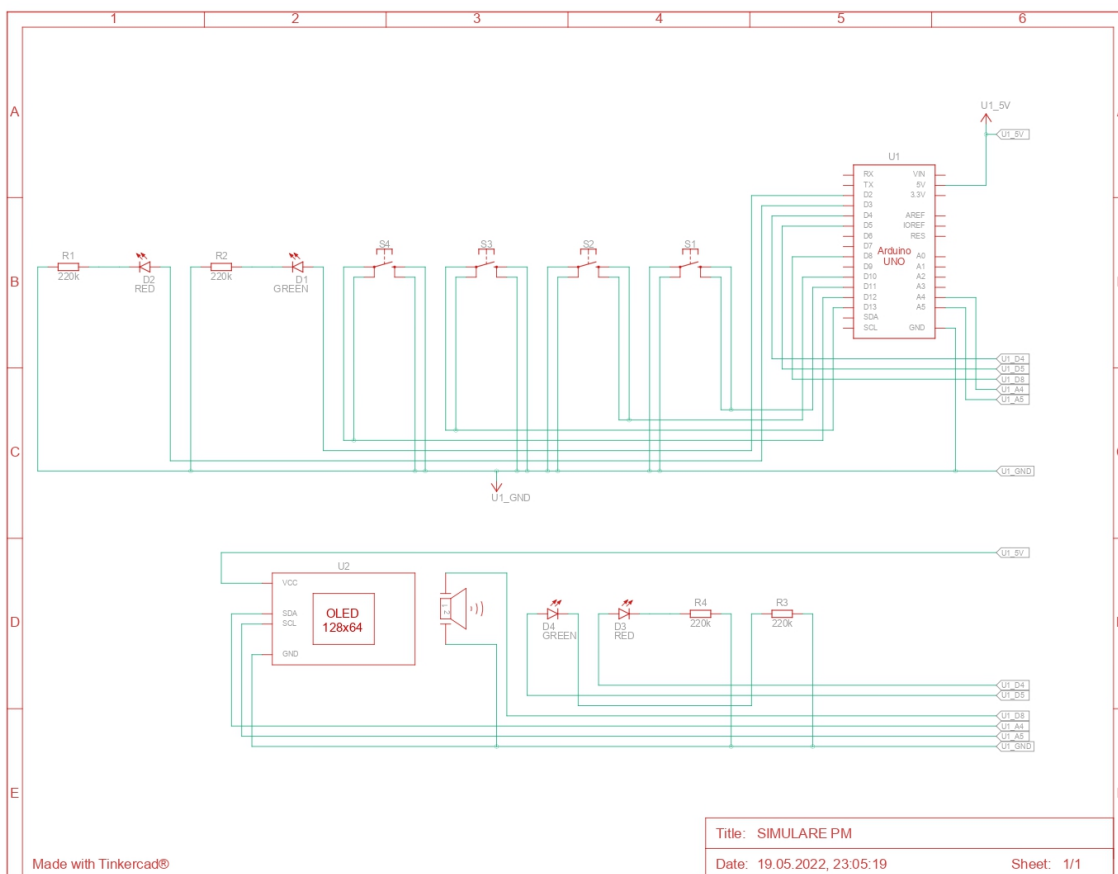 1 2 3 4 5 6
A
U1_5V
U1_5V
U1
RX VIN
TX 5V
D2 3.3V
D3
D4 AREF
D5 IOREF
D6 RES
D7
D8 A0
D9 A1
D10 A2
D11 A3
D12 A4
D13 A5
SDA
SCL GND
Arduino
UNO
B
R1
220k
D2
RED
R2
220k
D1
GREEN
S4
S3
S2
S1
U1_D4
U1_D5
U1_D8
U1_A4
U1_A5
C
U1_GND
U1_GND
U1_5V
D
U2
VCC
SDA
SCL
GND
OLED
128x64
1 2
D4
GREEN
D3
RED
R4
220k
R3
220k
U1_D4
U1_D5
U1_D8
U1_A4
U1_A5
U1_GND
E
Title: SIMULARE PM
Made with Tinkercad®
Date: 19.05.2022, 23:05:19 Sheet: 1/1